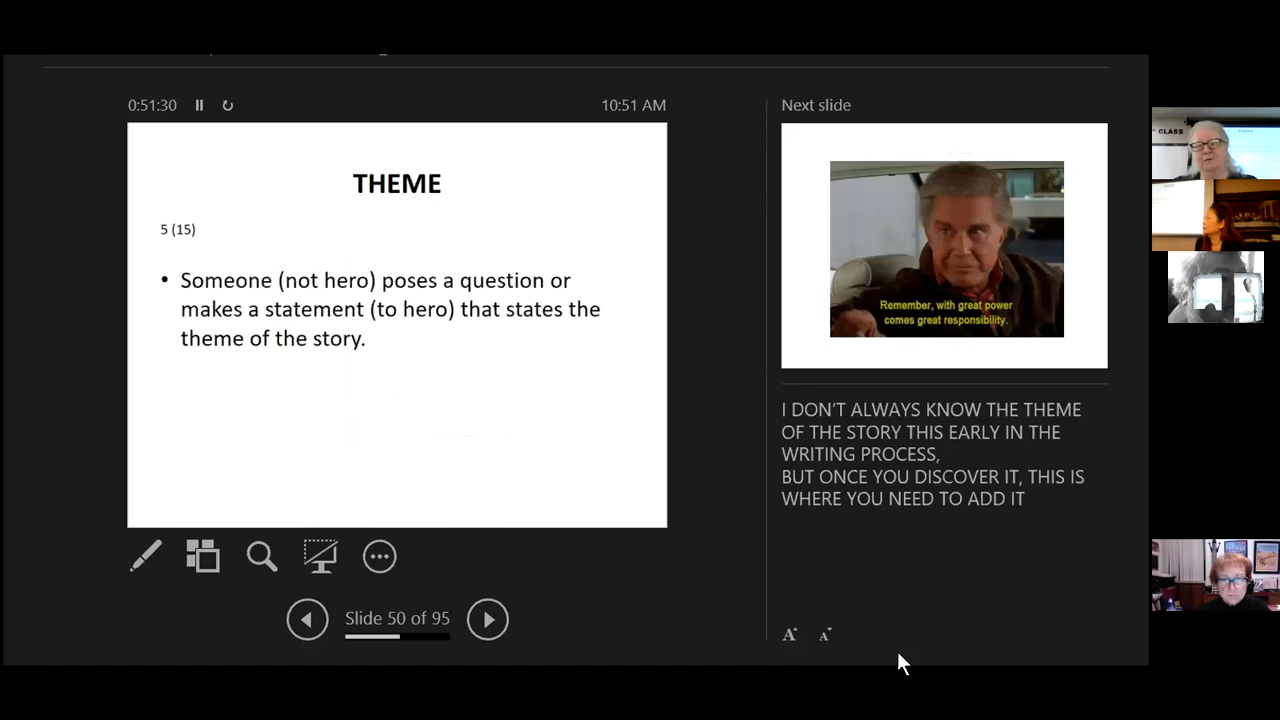 0:51:30
10:51 AM
Next slide
THEME
5 (15)
• Someone (not hero) poses a question or
makes a statement (to hero) that states the
theme of the story.
Remember, with great power
comes great responsibility.
I DON'T ALWAYS KNOW THE THEME
OF THE STORY THIS EARLY IN THE
WRITING PROCESS,
BUT ONCE YOU DISCOVER IT, THIS IS
WHERE YOU NEED TO ADD IT
Slide 50 of 95
A A
CLASS
THEME